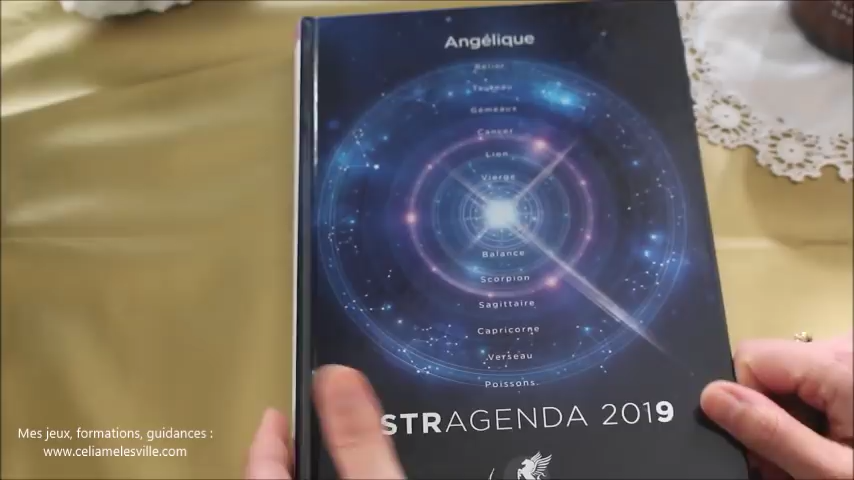 Angélique
Bélier
Taureau
Gémeaux
Cancer
Lion
Vierge
Balance
Scorpion
Sagittaire
Capricorne
Verseau
Poissons
STRAGENDA 2019
Mes jeux, formations, guidances :
www.celiamelesville.com